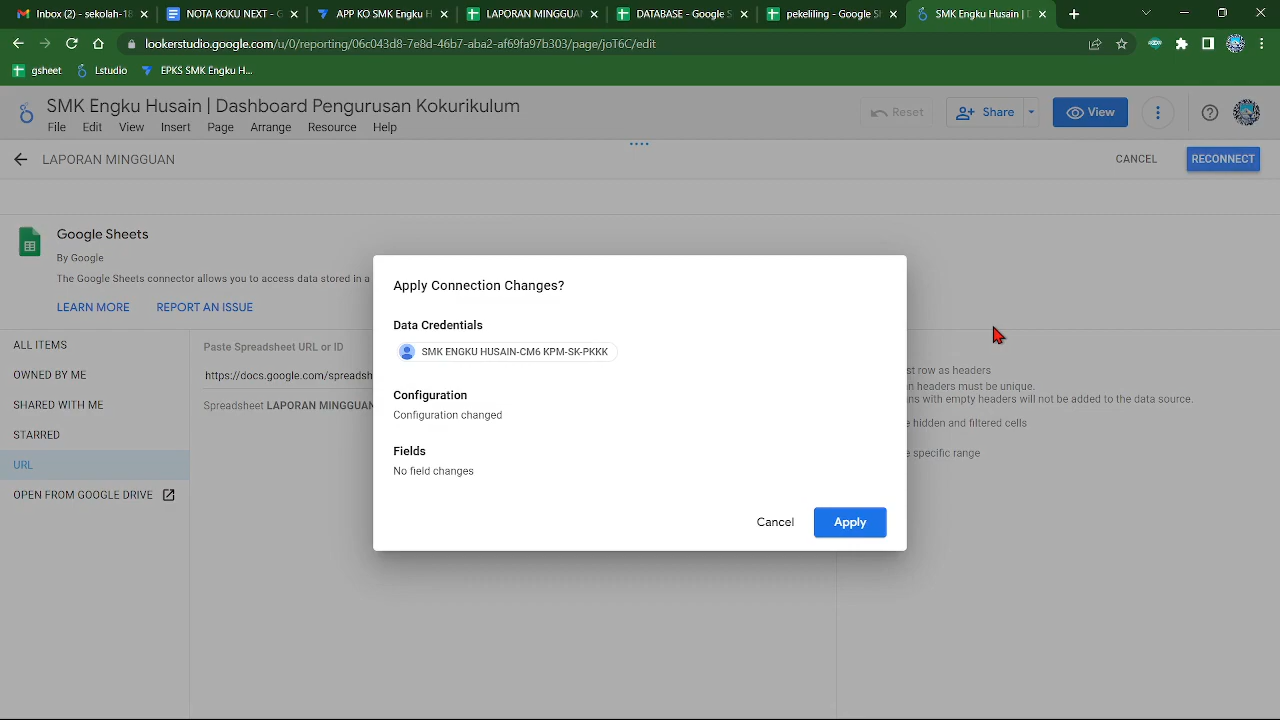 Inbox (2) - sekolah-18
NOTA KOKU NEXT - G
APP KO SMK Engku H
LAPORAN MINGGUA
DATABASE - Google S
pekeliling - Google S
SMK Engku Husain | D
lookerstudio.google.com/u/0/reporting/06c043d8-7e8d-46b7-aba2-af69fa97b303/page/joT6C/edit
gsheet
Lstudio
EPKS SMK Engku H...
SMK Engku Husain | Dashboard Pengurusan Kokurikulum
File Edit View Insert Page Arrange Resource Help
Reset
Share
View
LAPORAN MINGGUAN
CANCEL
RECONNECT
Google Sheets
By Google
The Google Sheets connector allows you to access data stored in a
LEARN MORE
REPORT AN ISSUE
ALL ITEMS
OWNED BY ME
SHARED WITH ME
STARRED
URL
OPEN FROM GOOGLE DRIVE
Paste Spreadsheet URL or ID
https://docs.google.com/spreadsh
Spreadsheet LAPORAN MINGGUAN
Apply Connection Changes?
Data Credentials
SMK ENGKU HUSAIN-CM6 KPM-SK-PKKK
Configuration
Configuration changed
Fields
No field changes
Cancel
Apply
st row as headers
n headers must be unique.
ns with empty headers will not be added to the data source.
e hidden and filtered cells
e specific range